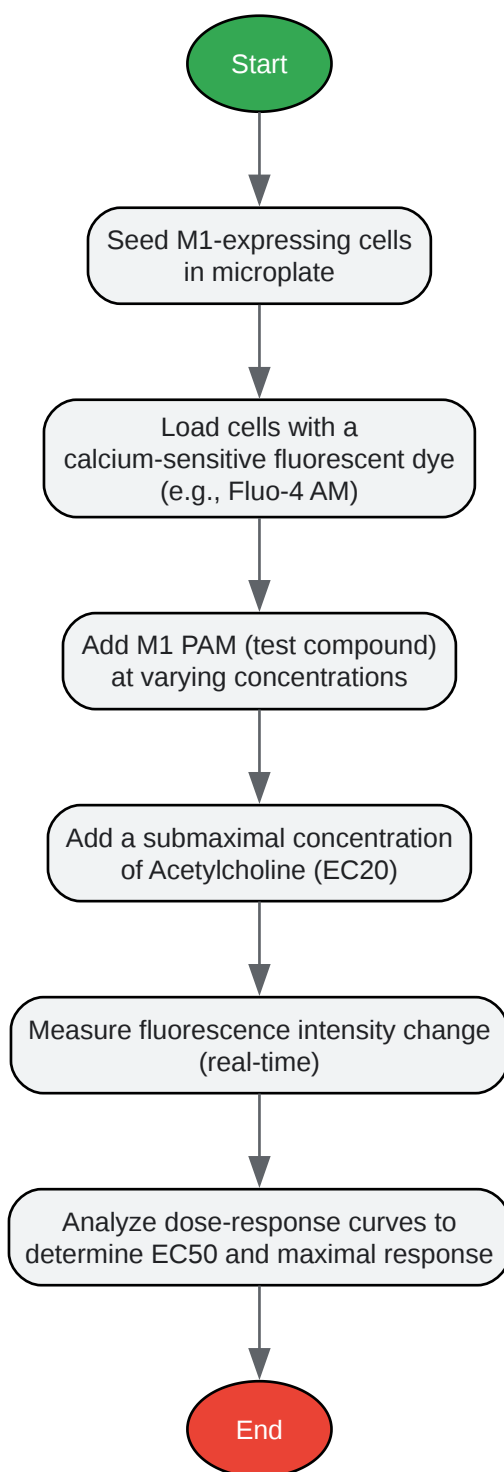 Start
Seed M1-expressing cells
in microplate
Load cells with a
calcium-sensitive fluorescent dye
(e.g., Fluo-4 AM)
Add M1 PAM (test compound)
at varying concentrations
Add a submaximal concentration
of Acetylcholine (EC20)
Measure fluorescence intensity change
(real-time)
Analyze dose-response curves to
determine EC50 and maximal response
End